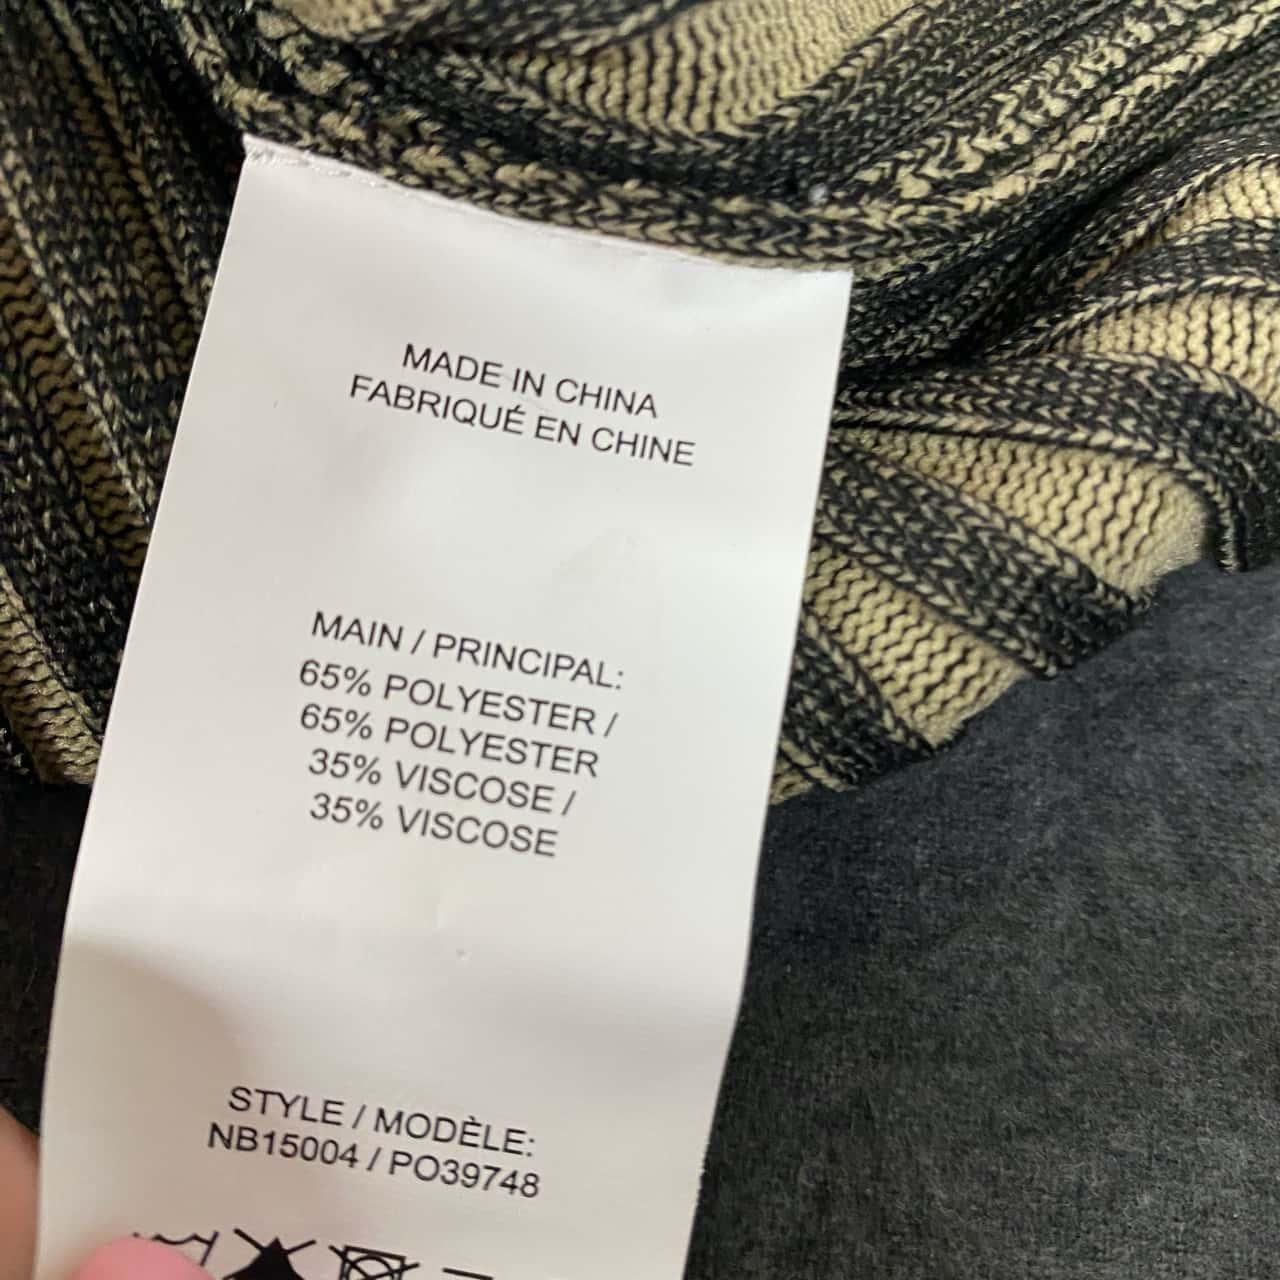 MADE IN CHINA
FABRIQUÉ EN CHINE
MAIN / PRINCIPAL:
65% POLYESTER /
65% POLYESTER
35% VISCOSE /
35% VISCOSE
STYLE / MODÈLE:
NB15004 / PO39748